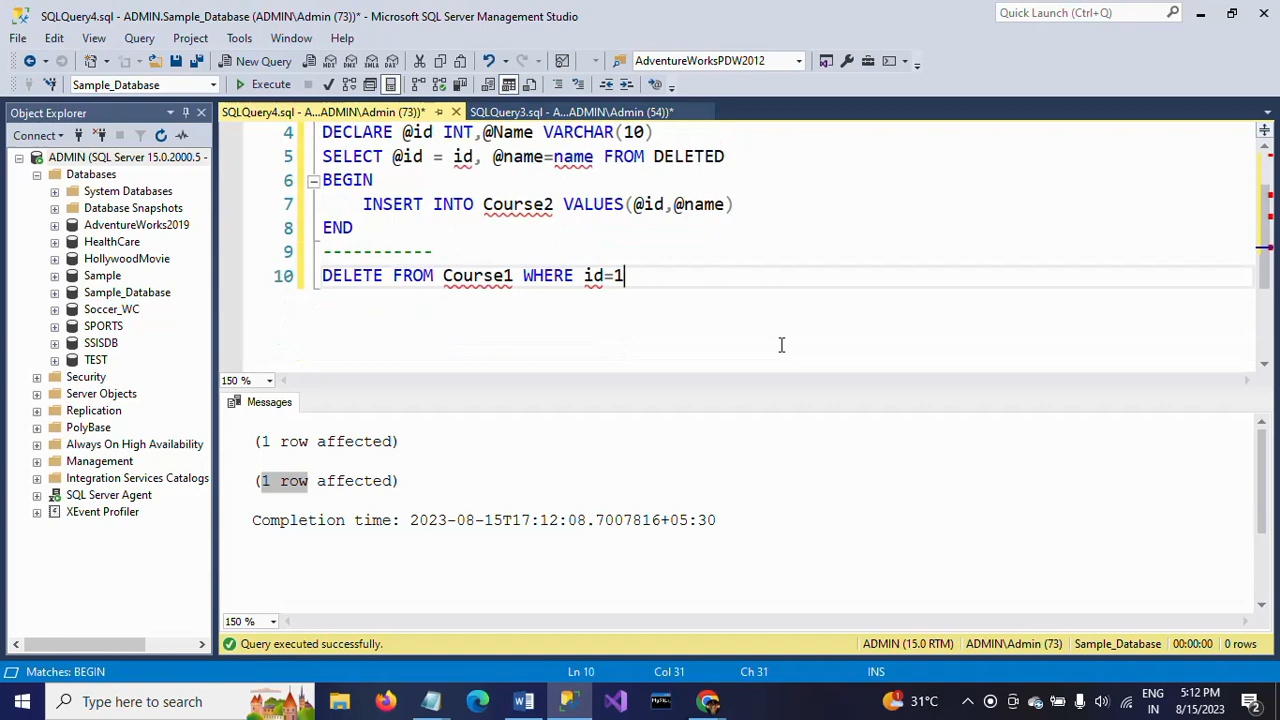 SQLQuery4.sql - ADMIN.Sample_Database (ADMIN\Admin (73))* - Microsoft SQL Server Management Studio
Quick Launch (Ctrl+Q)
File Edit View Query Project Tools Window Help
New Query
MDX DMX XMLA DAX
AdventureWorksPDW2012
Sample_Database
Execute
Object Explorer
SQLQuery4.sql - A...ADMIN\Admin (73))*
SQLQuery3.sql - A...ADMIN\Admin (54))*
Connect
ADMIN (SQL Server 15.0.2000.5 -
Databases
System Databases
Database Snapshots
AdventureWorks2019
HealthCare
HollywoodMovie
Sample
Sample_Database
Soccer_WC
SPORTS
SSISDB
TEST
Security
Server Objects
Replication
PolyBase
Always On High Availability
Management
Integration Services Catalogs
SQL Server Agent
XEvent Profiler
4 DECLARE @id INT,@Name VARCHAR(10)
5 SELECT @id = id, @name=name FROM DELETED
6 BEGIN
7 INSERT INTO Course2 VALUES(@id,@name)
8 END
9 -----------
10 DELETE FROM Course1 WHERE id=1
150 %
Messages
(1 row affected)
(1 row affected)
Completion time: 2023-08-15T17:12:08.7007816+05:30
150 %
Query executed successfully.
ADMIN (15.0 RTM) ADMIN\Admin (73) Sample_Database 00:00:00 0 rows
Matches: BEGIN Ln 10 Col 31 Ch 31 INS
Type here to search
31°C
ENG
IN
5:12 PM
8/15/2023
2